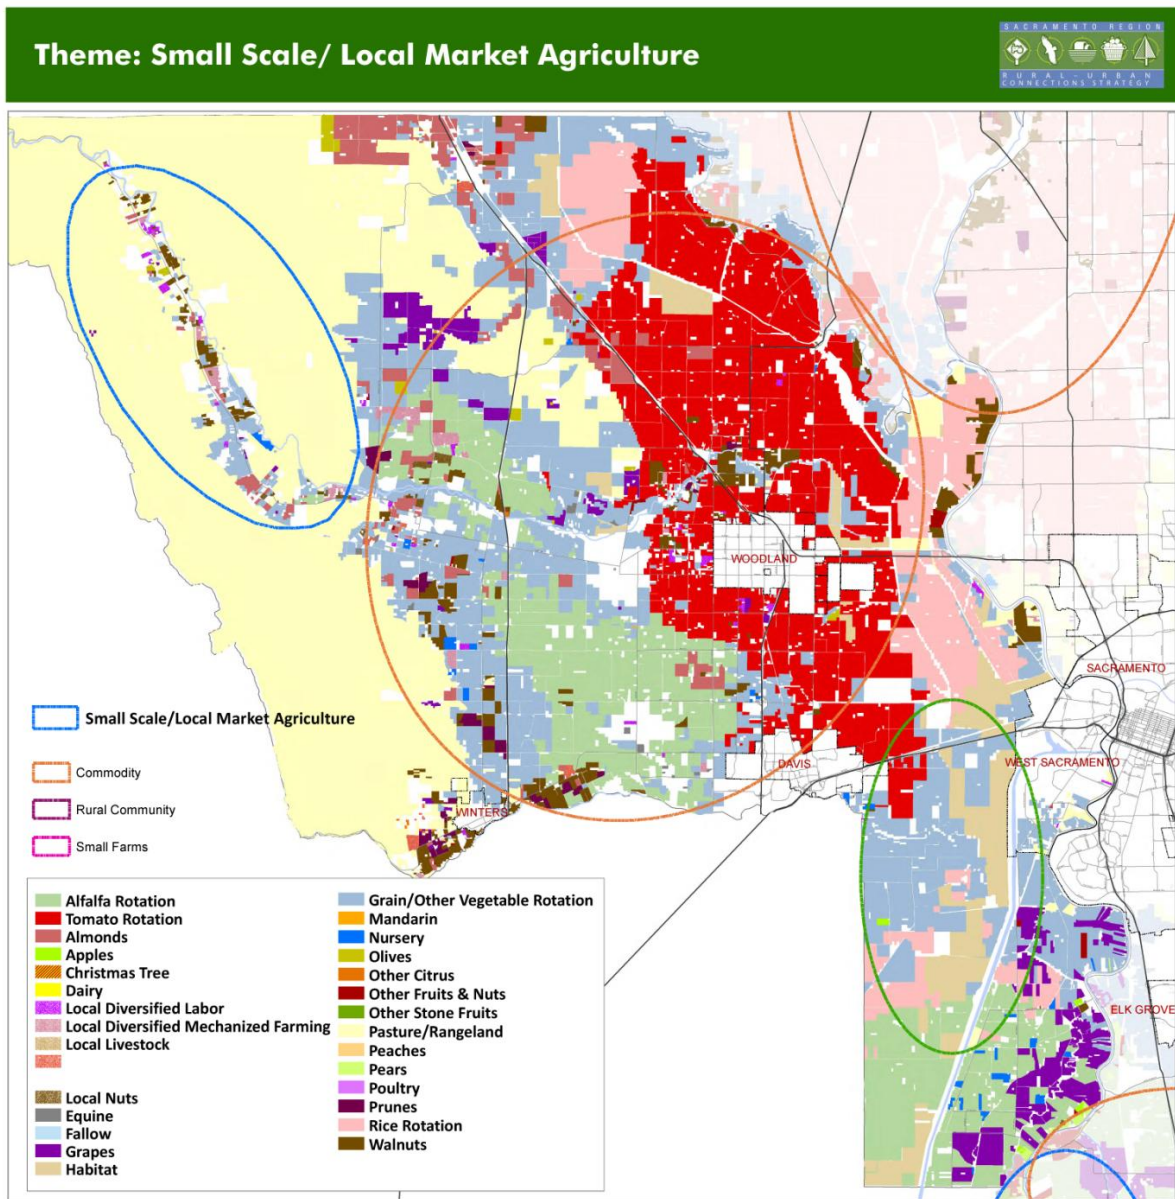 Theme: Small Scale/ Local Market Agriculture
SACRAMENTO REGION
RURAL-URBAN
CONNECTIONS STRATEGY
WOODLAND
SACRAMENTO
DAVIS
WEST SACRAMENTO
WINTERS
ELK GROVE
Small Scale/Local Market Agriculture
Commodity
Rural Community
Small Farms
Alfalfa Rotation
Tomato Rotation
Almonds
Apples
Christmas Tree
Dairy
Local Diversified Labor
Local Diversified Mechanized Farming
Local Livestock
Local Nuts
Equine
Fallow
Grapes
Habitat
Grain/Other Vegetable Rotation
Mandarin
Nursery
Olives
Other Citrus
Other Fruits & Nuts
Other Stone Fruits
Pasture/Rangeland
Peaches
Pears
Poultry
Prunes
Rice Rotation
Walnuts